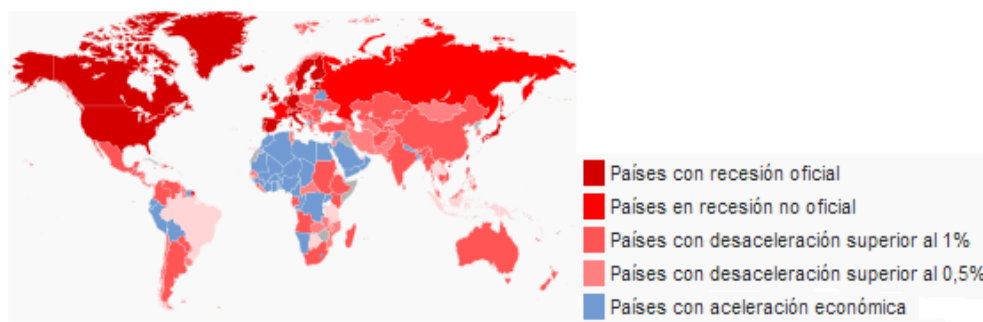 Países con recesión oficial
Países en recesión no oficial
Países con desaceleración superior al 1%
Países con desaceleración superior al 0,5%
Países con aceleración económica